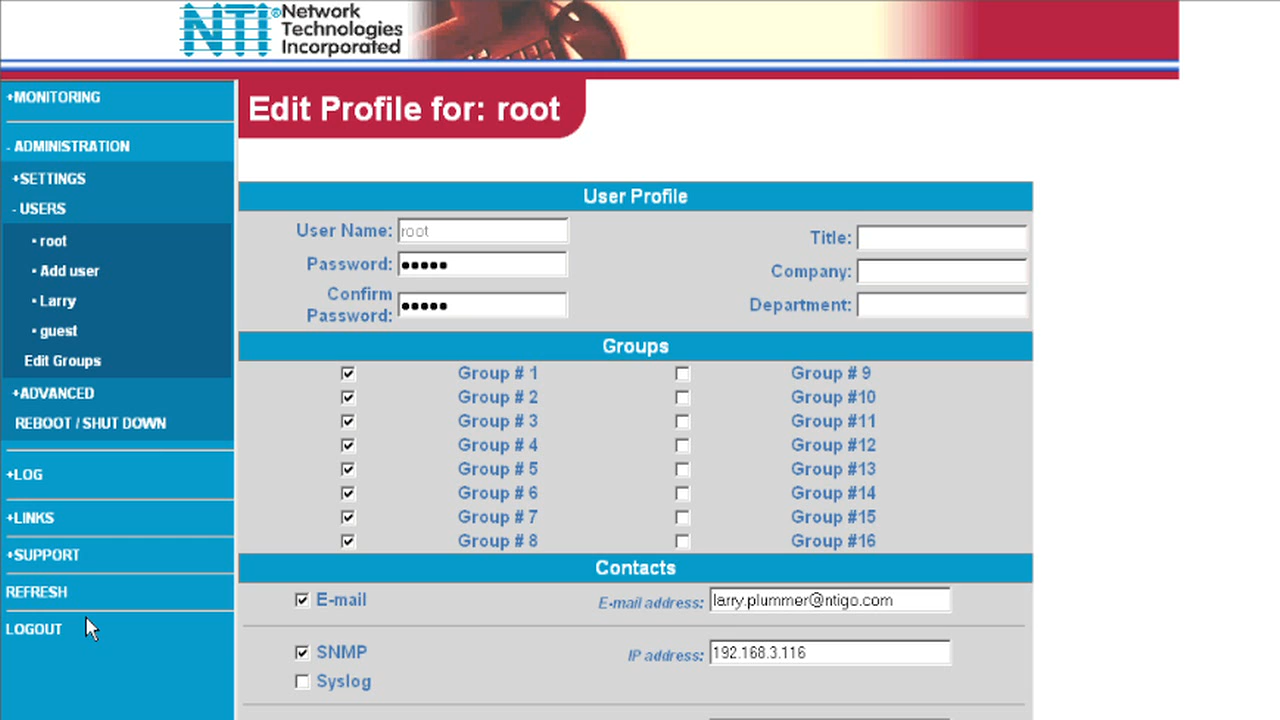 NTI® Network
Technologies
Incorporated
+MONITORING
- ADMINISTRATION
+SETTINGS
- USERS
▪ root
▪ Add user
▪ Larry
▪ guest
Edit Groups
+ADVANCED
REBOOT / SHUT DOWN
+LOG
+LINKS
+SUPPORT
REFRESH
LOGOUT
Edit Profile for: root
User Profile
User Name: root
Title:
Password: ●●●●●
Company:
Confirm
Password: ●●●●●
Department:
Groups
Group # 1 Group # 9
Group # 2 Group #10
Group # 3 Group #11
Group # 4 Group #12
Group # 5 Group #13
Group # 6 Group #14
Group # 7 Group #15
Group # 8 Group #16
Contacts
E-mail E-mail address: larry.plummer@ntigo.com
SNMP IP address: 192.168.3.116
Syslog